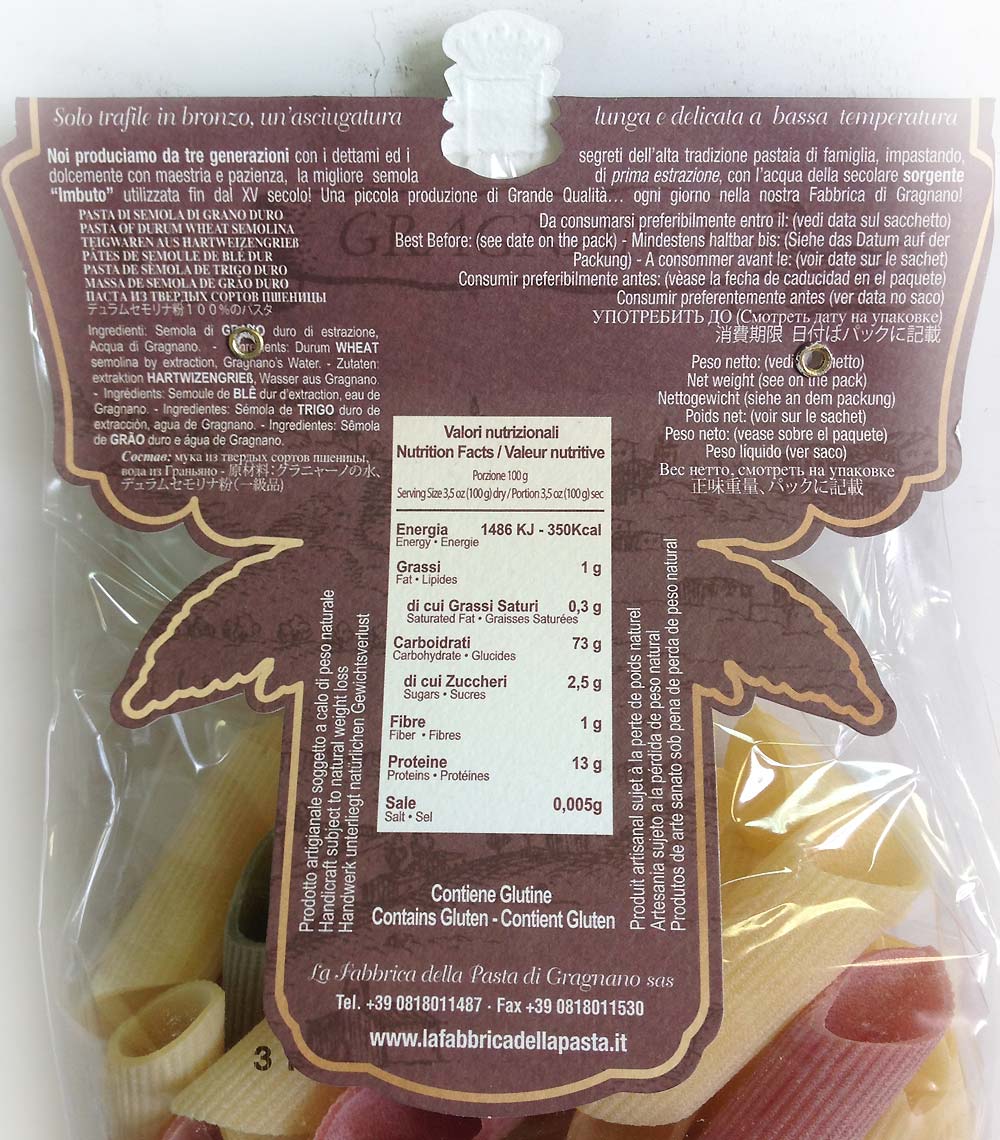 Solo trafile in bronzo, un'asciugatura lunga e delicata a bassa temperatura
Noi produciamo da tre generazioni con i dettami ed i segreti dell'alta tradizione pastaia di famiglia, impastando,
dolcemente con maestria e pazienza, la migliore semola di prima estrazione, con l'acqua della secolare sorgente
"Imbuto" utilizzata fin dal XV secolo! Una piccola produzione di Grande Qualità... ogni giorno nella nostra Fabbrica di Gragnano!
PASTA DI SEMOLA DI GRANO DURO
PASTA OF DURUM WHEAT SEMOLINA
TEIGWAREN AUS HARTWEIZENGRIEß
PÂTES DE SEMOULE DE BLÉ DUR
PASTA DE SÉMOLA DE TRIGO DURO
MASSA DE SEMOLA DE GRÃO DURO
ПАСТА ИЗ ТВЕРДЫХ СОРТОВ ПШЕНИЦЫ
デュラムセモリナ粉100%のパスタ
Ingredienti: Semola di duro di estrazione,
Acqua di Gragnano. - Durum WHEAT
semolina by extraction, Gragnano's Water. - Zutaten:
extraktion HARTWIZENGRIEß, Wasser aus Gragnano.
- Ingrédients: Semoule de BLÉ dur d'extraction, eau de
Gragnano. - Ingredientes: Sémola de TRIGO duro de
extracción, agua de Gragnano. - Ingredientes: Sêmola
de GRÃO duro e água de Gragnano.
Состав: мука из твердых сортов пшеницы,
вода из Граньяно - 原材料:グラニャーノの水、
デュラムセモリナ粉(一級品)
GRAGN
Da consumarsi preferibilmente entro il: (vedi data sul sacchetto)
Best Before: (see date on the pack) - Mindestens haltbar bis: (Siehe das Datum auf der
Packung) - A consommer avant le: (voir date sur le sachet)
Consumir preferibilmente antes: (vèase la fecha de caducidad en el paquete)
Consumir preferentemente antes (ver data no saco)
УПОТРЕБИТЬ ДО (Смотреть дату на упаковке)
消費期限 日付はパックに記載
Peso netto: (vedi etto)
Net weight (see on the pack)
Nettogewicht (siehe an dem packung)
Poids net: (voir sur le sachet)
Peso neto: (vease sobre el paquete)
Peso líquido (ver saco)
Вес нетто, смотреть на упаковке
正味重量、パックに記載
Valori nutrizionali
Nutrition Facts / Valeur nutritive
Porzione 100 g
Serving Size 3,5 oz (100 g) dry / Portion 3,5 oz (100 g) sec
Energia 1486 KJ - 350Kcal
Energy • Energie
Grassi 1 g
Fat • Lipides
di cui Grassi Saturi 0,3 g
Saturated Fat • Graisses Saturées
Carboidrati 73 g
Carbohydrate • Glucides
di cui Zuccheri 2,5 g
Sugars • Sucres
Fibre 1 g
Fiber • Fibres
Proteine 13 g
Proteins • Protéines
Sale 0,005g
Salt • Sel
Prodotto artigianale soggetto a calo di peso naturale
Handicraft subject to natural weight loss
Handwerk unterliegt natürlichen Gewichtsverlust
Produit artisanal sujet à la perte de poids naturel
Artesania sujeto a la pérdida de peso natural
Produtos de arte sanato sob pena de perda de peso natural
Contiene Glutine
Contains Gluten - Contient Gluten
La Fabbrica della Pasta di Gragnano sas
Tel. +39 0818011487 - Fax +39 0818011530
www.lafabbricadellapasta.it
3